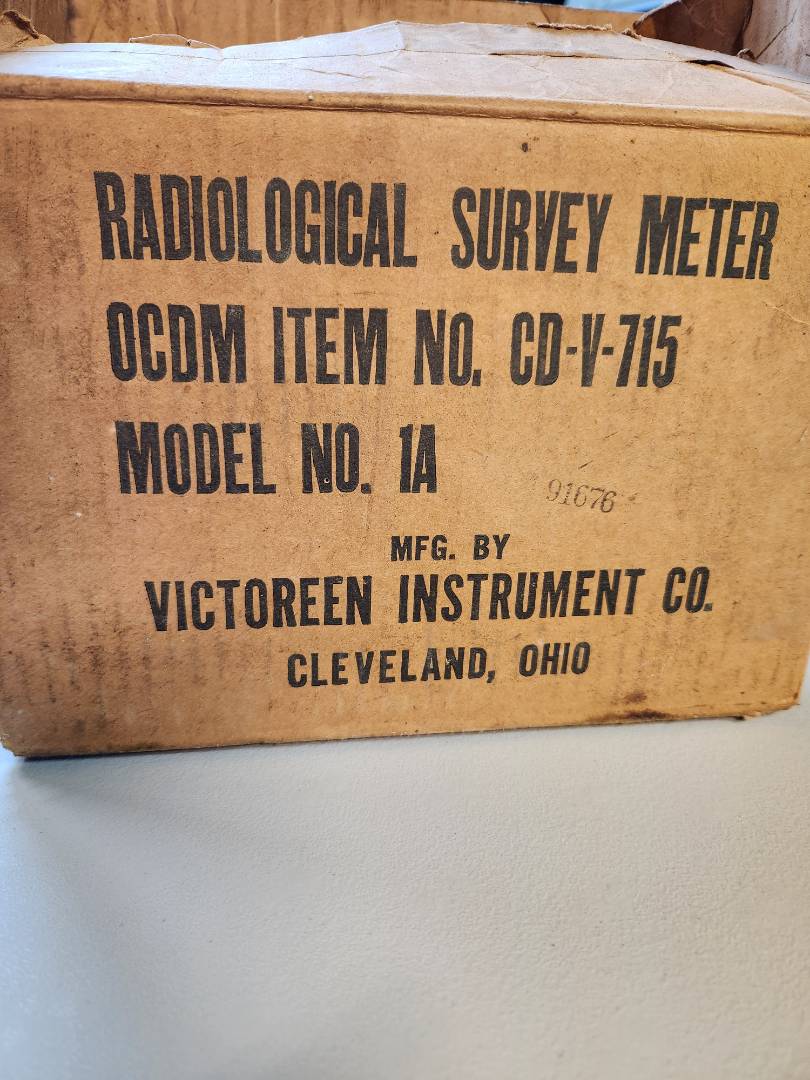 RADIOLOGICAL SURVEY METER
OCDM ITEM NO. CD-V-715
MODEL NO. 1A
91676
MFG. BY
VICTOREEN INSTRUMENT CO.
CLEVELAND, OHIO